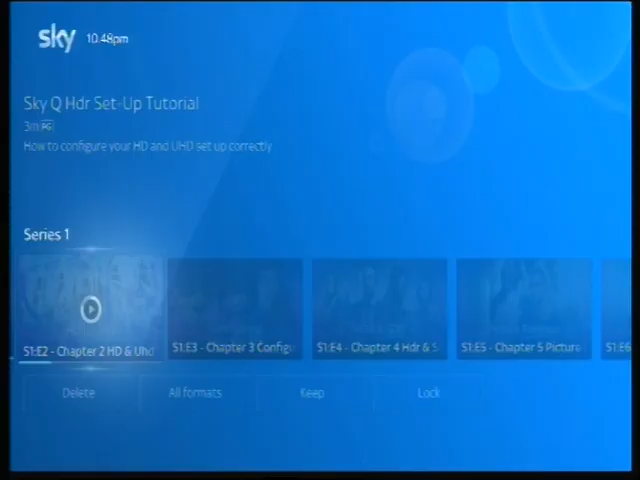 sky 10.48pm
Sky Q Hdr Set-Up Tutorial
3m PG
How to configure your HD and UHD set up correctly
Series 1
S1:E2 - Chapter 2 HD & Uhd
S1:E3 - Chapter 3 Config
S1:E4 - Chapter 4 Hdr & S
S1:E5 - Chapter 5 Picture
S1:E6
Delete
All formats
Keep
Lock